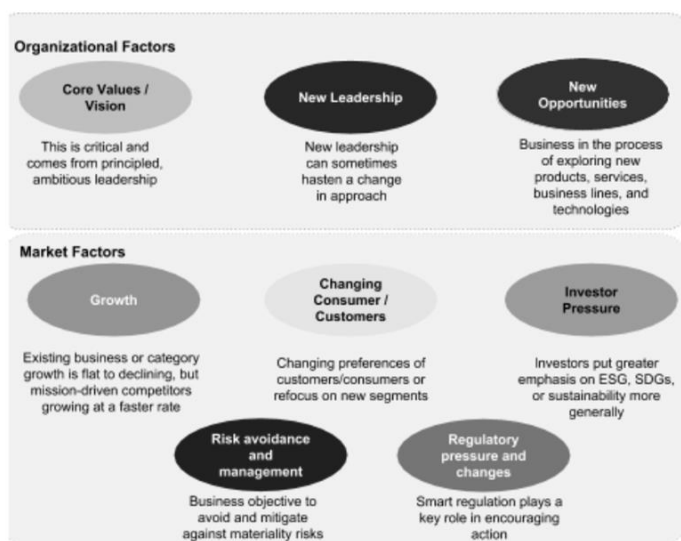 Organizational Factors
Core Values /
Vision
New Leadership
New
Opportunities
This is critical and
comes from principled,
ambitious leadership
New leadership
can sometimes
hasten a change
in approach
Business in the process
of exploring new
products, services,
business lines, and
technologies
Market Factors
Growth
Changing
Consumer /
Customers
Investor
Pressure
Existing business or category
growth is flat to declining, but
mission-driven competitors
growing at a faster rate
Changing preferences of
customers/consumers or
refocus on new segments
Investors put greater
emphasis on ESG, SDGs,
or sustainability more
generally
Risk avoidance
and
management
Regulatory
pressure and
changes
Business objective to
avoid and mitigate
against materiality risks
Smart regulation plays a
key role in encouraging
action